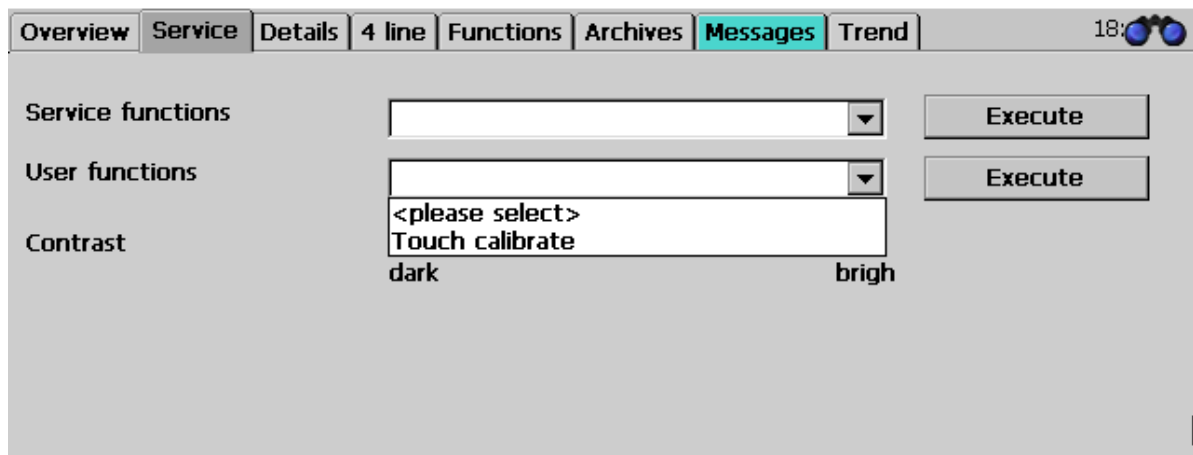 Overview Service Details 4 line Functions Archives Messages Trend 18:
Service functions Execute
User functions Execute
<please select>
Touch calibrate
Contrast
dark brigh